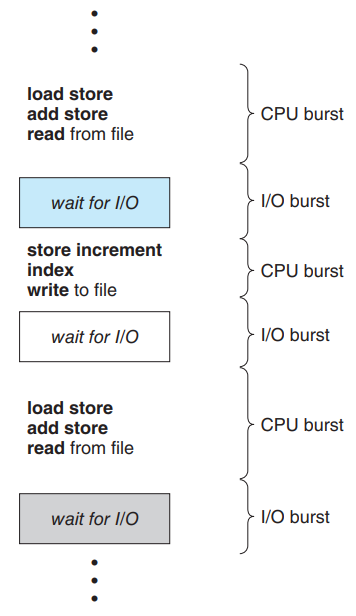 load store
add store
read from file
CPU burst
wait for I/O
I/O burst
store increment
index
write to file
CPU burst
wait for I/O
I/O burst
load store
add store
read from file
CPU burst
wait for I/O
I/O burst